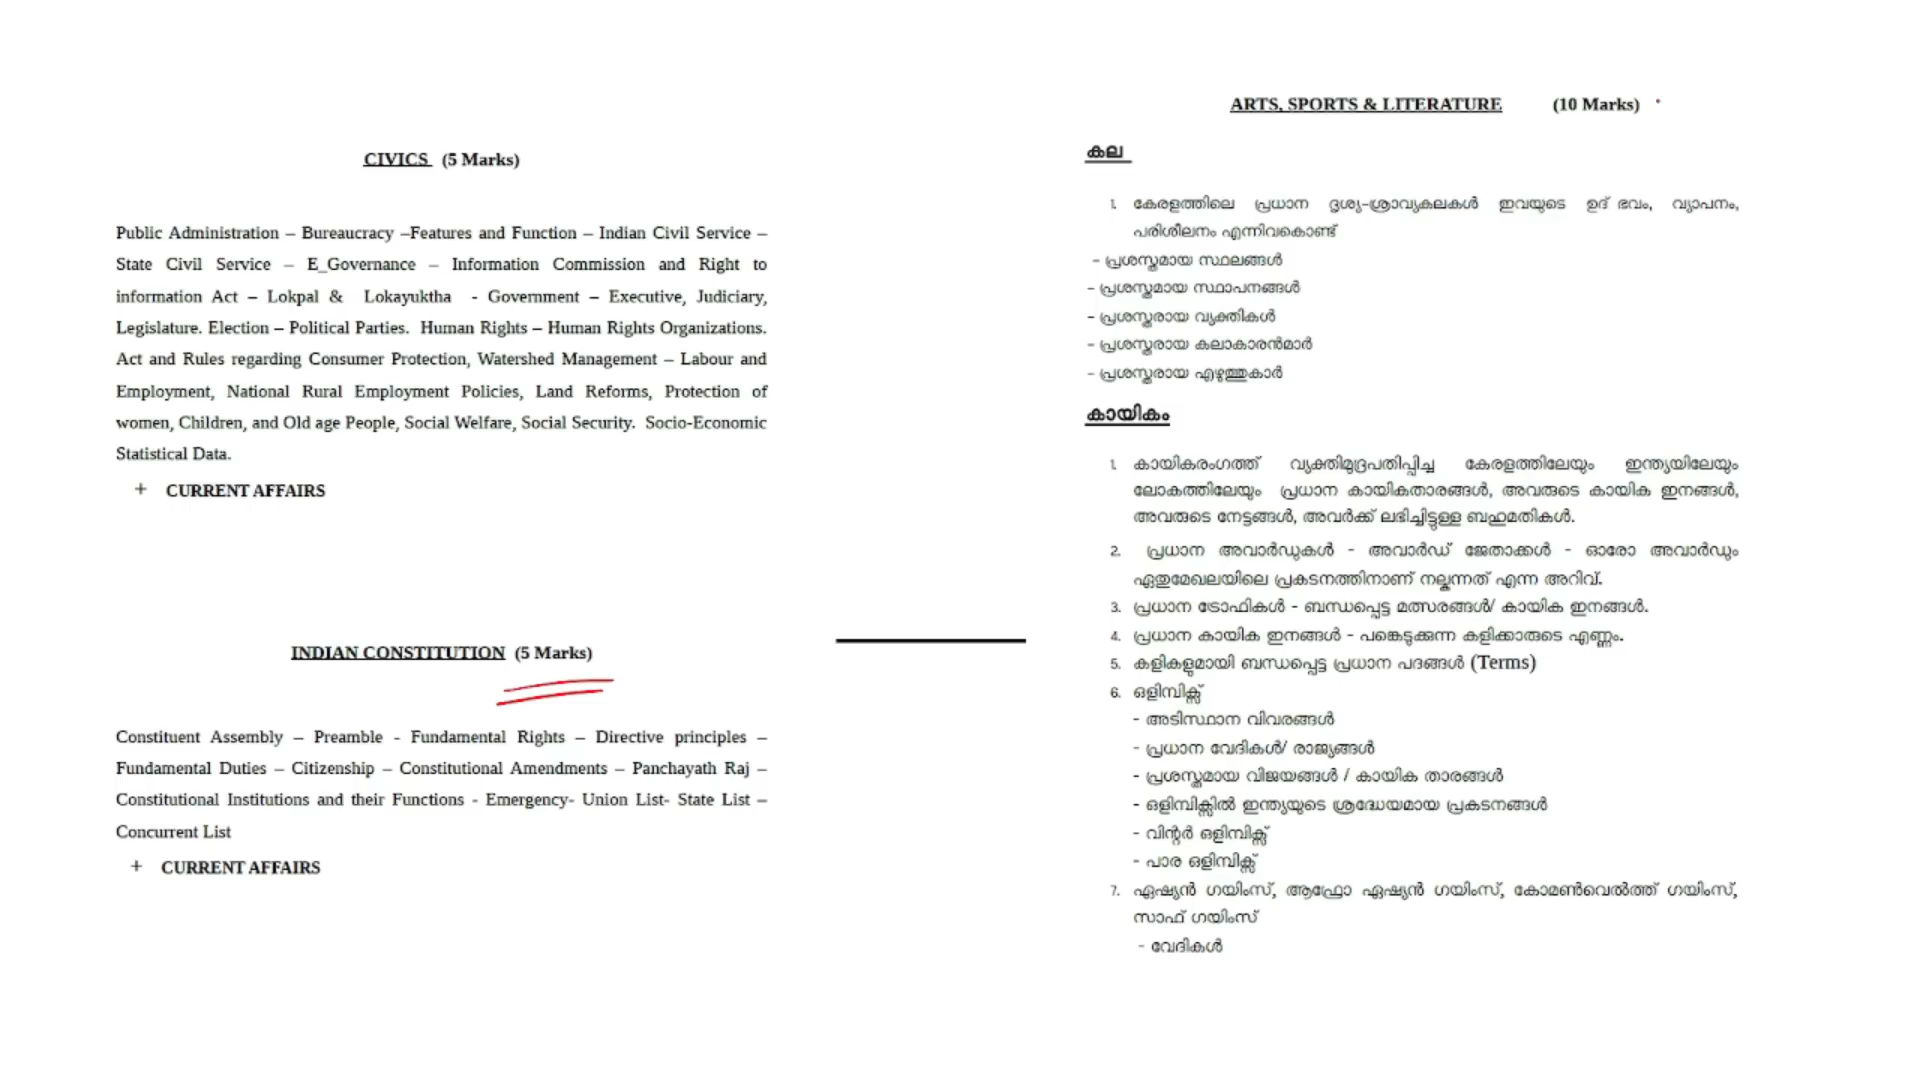 CIVICS (5 Marks)
Public Administration – Bureaucracy –Features and Function – Indian Civil Service –
State Civil Service – E_Governance – Information Commission and Right to
information Act – Lokpal & Lokayuktha - Government – Executive, Judiciary,
Legislature. Election – Political Parties. Human Rights – Human Rights Organizations.
Act and Rules regarding Consumer Protection, Watershed Management – Labour and
Employment, National Rural Employment Policies, Land Reforms, Protection of
women, Children, and Old age People, Social Welfare, Social Security. Socio-Economic
Statistical Data.
+ CURRENT AFFAIRS
INDIAN CONSTITUTION (5 Marks)
Constituent Assembly – Preamble - Fundamental Rights – Directive principles –
Fundamental Duties – Citizenship – Constitutional Amendments – Panchayath Raj –
Constitutional Institutions and their Functions - Emergency- Union List- State List –
Concurrent List
+ CURRENT AFFAIRS
ARTS, SPORTS & LITERATURE (10 Marks)
കല
1. കേരളത്തിലെ പ്രധാന ദൃശ്യ-ശ്രാവ്യകലകൾ ഇവയുടെ ഉദ് ഭവം, വ്യാപനം,
പരിശീലനം എന്നിവകൊണ്ട്
- പ്രശസ്തമായ സ്ഥലങ്ങൾ
- പ്രശസ്തമായ സ്ഥാപനങ്ങൾ
- പ്രശസ്തരായ വ്യക്തികൾ
- പ്രശസ്തരായ കലാകാരൻമാർ
- പ്രശസ്തരായ എഴുത്തുകാർ
കായികം
1. കായികരംഗത്ത് വ്യക്തിമുദ്രപതിപ്പിച്ച കേരളത്തിലേയും ഇന്ത്യയിലേയും
ലോകത്തിലേയും പ്രധാന കായികതാരങ്ങൾ, അവരുടെ കായിക ഇനങ്ങൾ,
അവരുടെ നേട്ടങ്ങൾ, അവർക്ക് ലഭിച്ചിട്ടുള്ള ബഹുമതികൾ.
2. പ്രധാന അവാർഡുകൾ - അവാർഡ് ജേതാക്കൾ - ഓരോ അവാർഡും
ഏതുമേഖലയിലെ പ്രകടനത്തിനാണ് നല്കുന്നത് എന്ന അറിവ്.
3. പ്രധാന ട്രോഫികൾ - ബന്ധപ്പെട്ട മത്സരങ്ങൾ/ കായിക ഇനങ്ങൾ.
4. പ്രധാന കായിക ഇനങ്ങൾ - പങ്കെടുക്കുന്ന കളിക്കാരുടെ എണ്ണം.
5. കളികളുമായി ബന്ധപ്പെട്ട പ്രധാന പദങ്ങൾ (Terms)
6. ഒളിമ്പിക്സ്
- അടിസ്ഥാന വിവരങ്ങൾ
- പ്രധാന വേദികൾ/ രാജ്യങ്ങൾ
- പ്രശസ്തമായ വിജയങ്ങൾ / കായിക താരങ്ങൾ
- ഒളിമ്പിക്സിൽ ഇന്ത്യയുടെ ശ്രദ്ധേയമായ പ്രകടനങ്ങൾ
- വിന്റർ ഒളിമ്പിക്സ്
- പാര ഒളിമ്പിക്സ്
7. ഏഷ്യൻ ഗയിംസ്, ആഫ്രോ ഏഷ്യൻ ഗയിംസ്, കോമൺവെൽത്ത് ഗയിംസ്,
സാഫ് ഗയിംസ്
- വേദികൾ